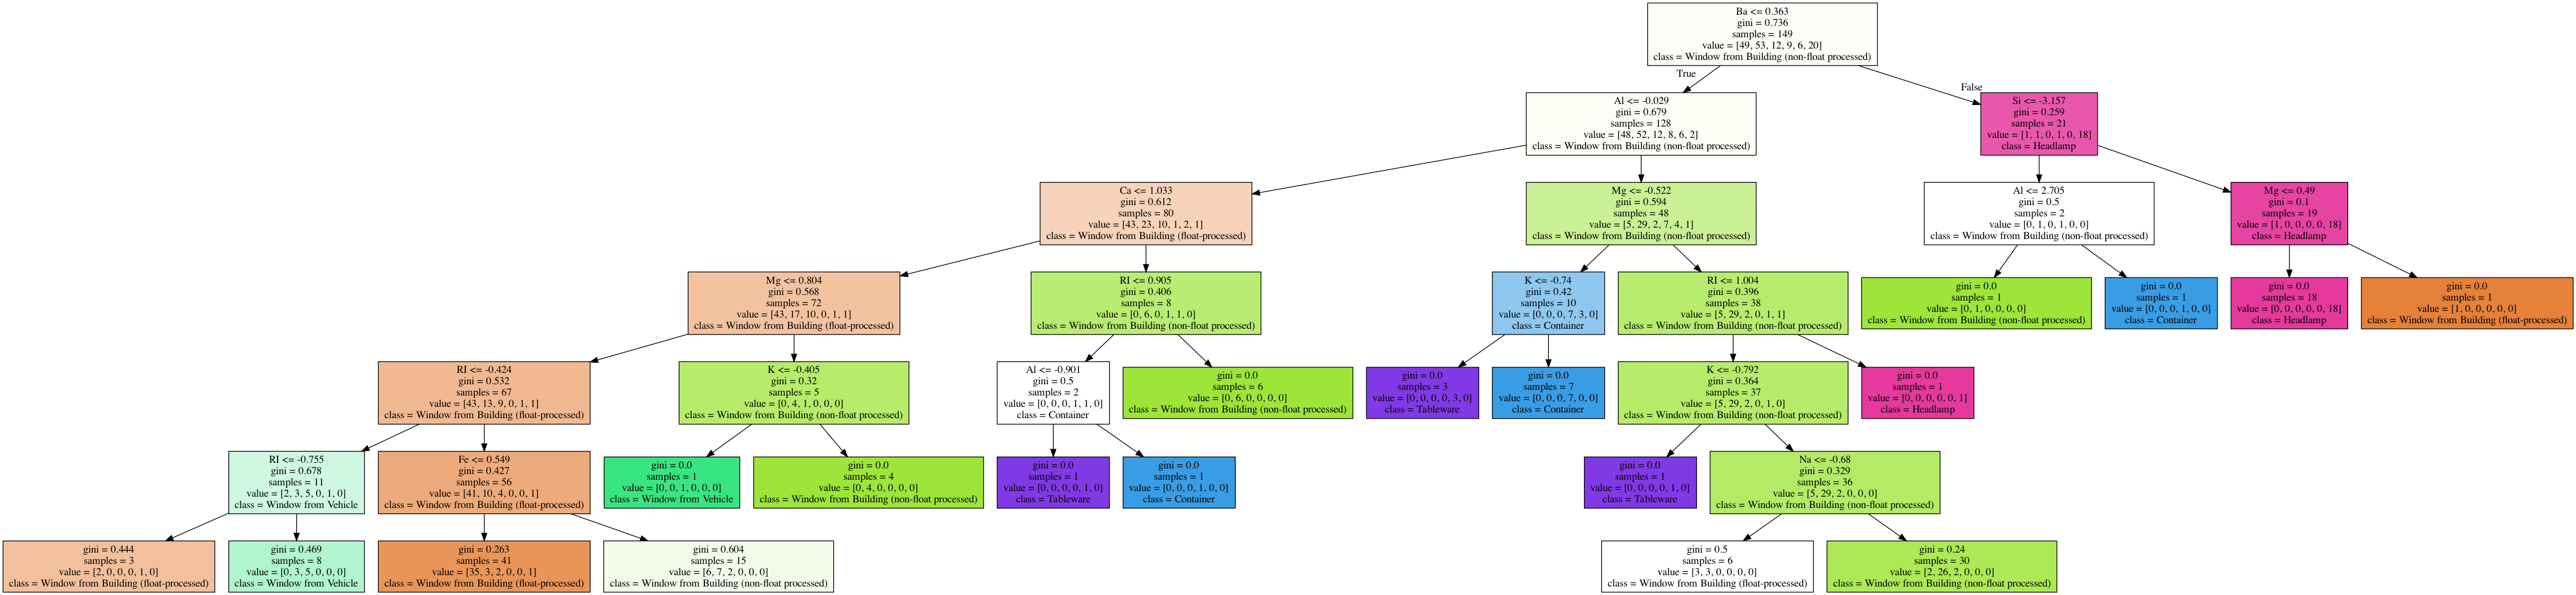 Ba <= 0.363
gini = 0.736
samples = 149
value = [49, 53, 12, 9, 6, 20]
class = Window from Building (non-float processed)
True
False
Al <= -0.029
gini = 0.679
samples = 128
value = [48, 52, 12, 8, 6, 2]
class = Window from Building (non-float processed)
Si <= -3.157
gini = 0.259
samples = 21
value = [1, 1, 0, 1, 0, 18]
class = Headlamp
Ca <= 1.033
gini = 0.612
samples = 80
value = [43, 23, 10, 1, 2, 1]
class = Window from Building (float-processed)
Mg <= -0.522
gini = 0.594
samples = 48
value = [5, 29, 2, 7, 4, 1]
class = Window from Building (non-float processed)
Al <= 2.705
gini = 0.5
samples = 2
value = [0, 1, 0, 1, 0, 0]
class = Window from Building (non-float processed)
Mg <= 0.49
gini = 0.1
samples = 19
value = [1, 0, 0, 0, 0, 18]
class = Headlamp
Mg <= 0.804
gini = 0.568
samples = 72
value = [43, 17, 10, 0, 1, 1]
class = Window from Building (float-processed)
RI <= 0.905
gini = 0.406
samples = 8
value = [0, 6, 0, 1, 1, 0]
class = Window from Building (non-float processed)
K <= -0.74
gini = 0.42
samples = 10
value = [0, 0, 0, 7, 3, 0]
class = Container
RI <= 1.004
gini = 0.396
samples = 38
value = [5, 29, 2, 0, 1, 1]
class = Window from Building (non-float processed)
gini = 0.0
samples = 1
value = [0, 1, 0, 0, 0, 0]
class = Window from Building (non-float processed)
gini = 0.0
samples = 1
value = [0, 0, 0, 1, 0, 0]
class = Container
gini = 0.0
samples = 18
value = [0, 0, 0, 0, 0, 18]
class = Headlamp
gini = 0.0
samples = 1
value = [1, 0, 0, 0, 0, 0]
class = Window from Building (float-processed)
RI <= -0.424
gini = 0.532
samples = 67
value = [43, 13, 9, 0, 1, 1]
class = Window from Building (float-processed)
K <= -0.405
gini = 0.32
samples = 5
value = [0, 4, 1, 0, 0, 0]
class = Window from Building (non-float processed)
Al <= -0.901
gini = 0.5
samples = 2
value = [0, 0, 0, 1, 1, 0]
class = Container
gini = 0.0
samples = 6
value = [0, 6, 0, 0, 0, 0]
class = Window from Building (non-float processed)
gini = 0.0
samples = 3
value = [0, 0, 0, 0, 3, 0]
class = Tableware
gini = 0.0
samples = 7
value = [0, 0, 0, 7, 0, 0]
class = Container
K <= -0.792
gini = 0.364
samples = 37
value = [5, 29, 2, 0, 1, 0]
class = Window from Building (non-float processed)
gini = 0.0
samples = 1
value = [0, 0, 0, 0, 0, 1]
class = Headlamp
RI <= -0.755
gini = 0.678
samples = 11
value = [2, 3, 5, 0, 1, 0]
class = Window from Vehicle
Fe <= 0.549
gini = 0.427
samples = 56
value = [41, 10, 4, 0, 0, 1]
class = Window from Building (float-processed)
gini = 0.0
samples = 1
value = [0, 0, 1, 0, 0, 0]
class = Window from Vehicle
gini = 0.0
samples = 4
value = [0, 4, 0, 0, 0, 0]
class = Window from Building (non-float processed)
gini = 0.0
samples = 1
value = [0, 0, 0, 0, 1, 0]
class = Tableware
gini = 0.0
samples = 1
value = [0, 0, 0, 1, 0, 0]
class = Container
gini = 0.0
samples = 1
value = [0, 0, 0, 0, 1, 0]
class = Tableware
Na <= -0.68
gini = 0.329
samples = 36
value = [5, 29, 2, 0, 0, 0]
class = Window from Building (non-float processed)
gini = 0.444
samples = 3
value = [2, 0, 0, 0, 1, 0]
class = Window from Building (float-processed)
gini = 0.469
samples = 8
value = [0, 3, 5, 0, 0, 0]
class = Window from Vehicle
gini = 0.263
samples = 41
value = [35, 3, 2, 0, 0, 1]
class = Window from Building (float-processed)
gini = 0.604
samples = 15
value = [6, 7, 2, 0, 0, 0]
class = Window from Building (non-float processed)
gini = 0.5
samples = 6
value = [3, 3, 0, 0, 0, 0]
class = Window from Building (float-processed)
gini = 0.24
samples = 30
value = [2, 26, 2, 0, 0, 0]
class = Window from Building (non-float processed)